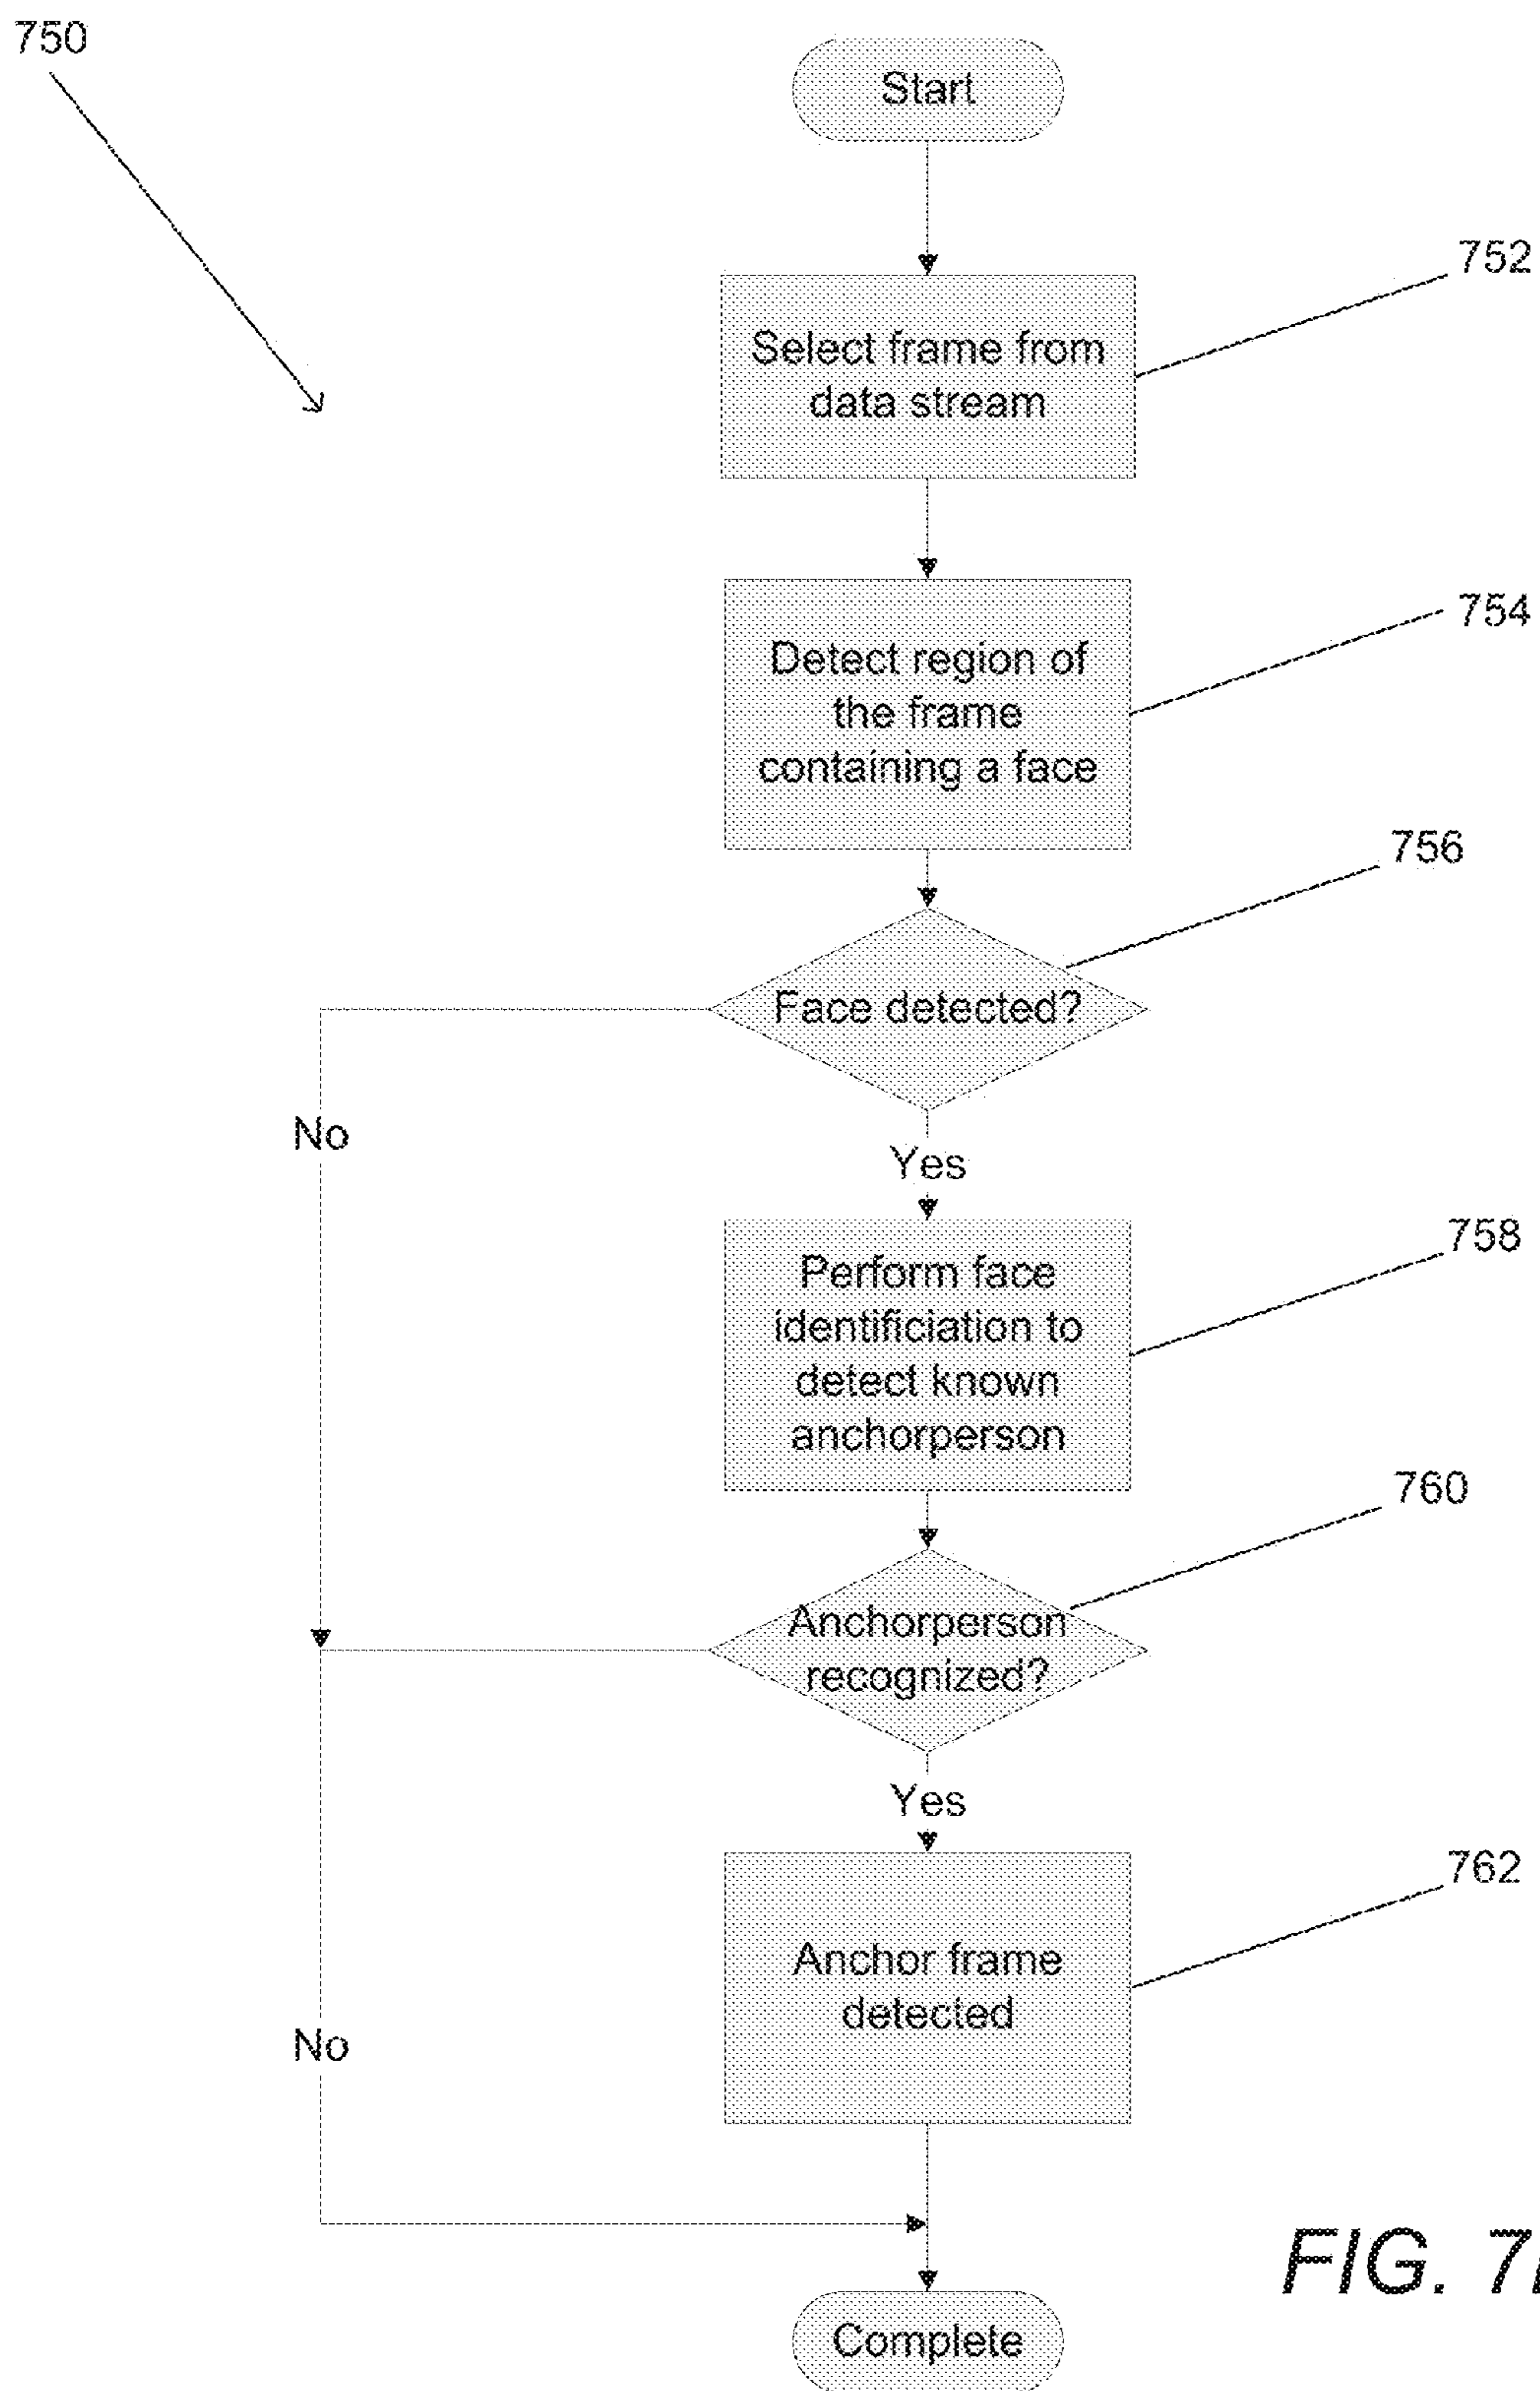 750
Start
752
Select frame from
data stream
754
Detect region of
the frame
containing a face
756
Face detected?
No
Yes
758
Perform face
identificiation to
detect known
anchorperson
760
Anchorperson
recognized?
Yes
762
Anchor frame
detected
No
FIG.
Complete